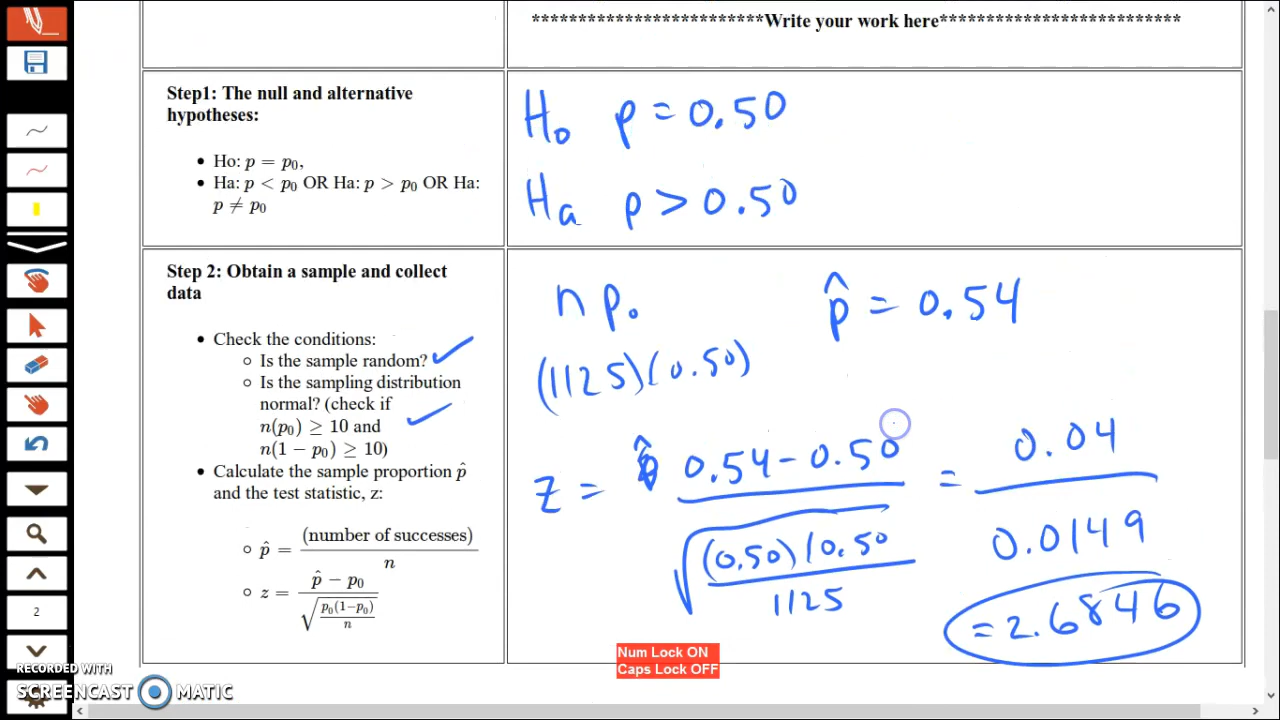 ************************Write your work here**************************
Step1: The null and alternative
hypotheses:
• Ho: p = p₀,
• Ha: p < p₀ OR Ha: p > p₀ OR Ha:
p ≠ p₀
H₀ p = 0.50
Ha p > 0.50
Step 2: Obtain a sample and collect
data
• Check the conditions:
○ Is the sample random? ✓
○ Is the sampling distribution
normal? (check if
n(p₀) ≥ 10 and ✓
n(1 − p₀) ≥ 10)
• Calculate the sample proportion p̂
and the test statistic, z:
○ p̂ = (number of successes) / n
○ z = (p̂ − p₀) / √(p₀(1−p₀) / n)
n p₀
p̂ = 0.54
(1125)(0.50)
z = (0.54 − 0.50) / √((0.50)(0.50 / 1125) = 0.04 / 0.0149
= 2.6846
2
Num Lock ON
Caps Lock OFF
RECORDED WITH
SCREENCAST MATIC